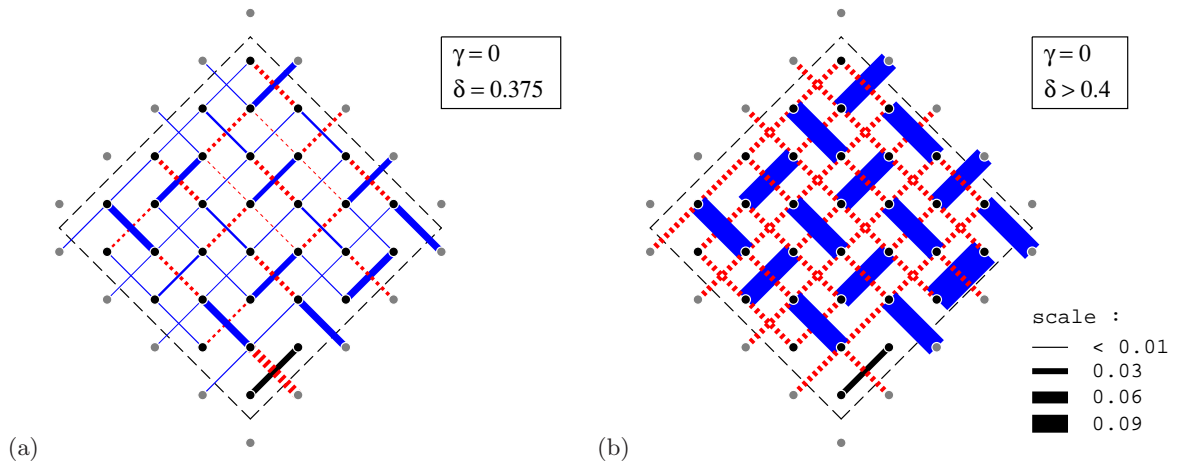 γ = 0
δ = 0.375
γ = 0
δ > 0.4
scale :
< 0.01
0.03
0.06
0.09
(a)
(b)